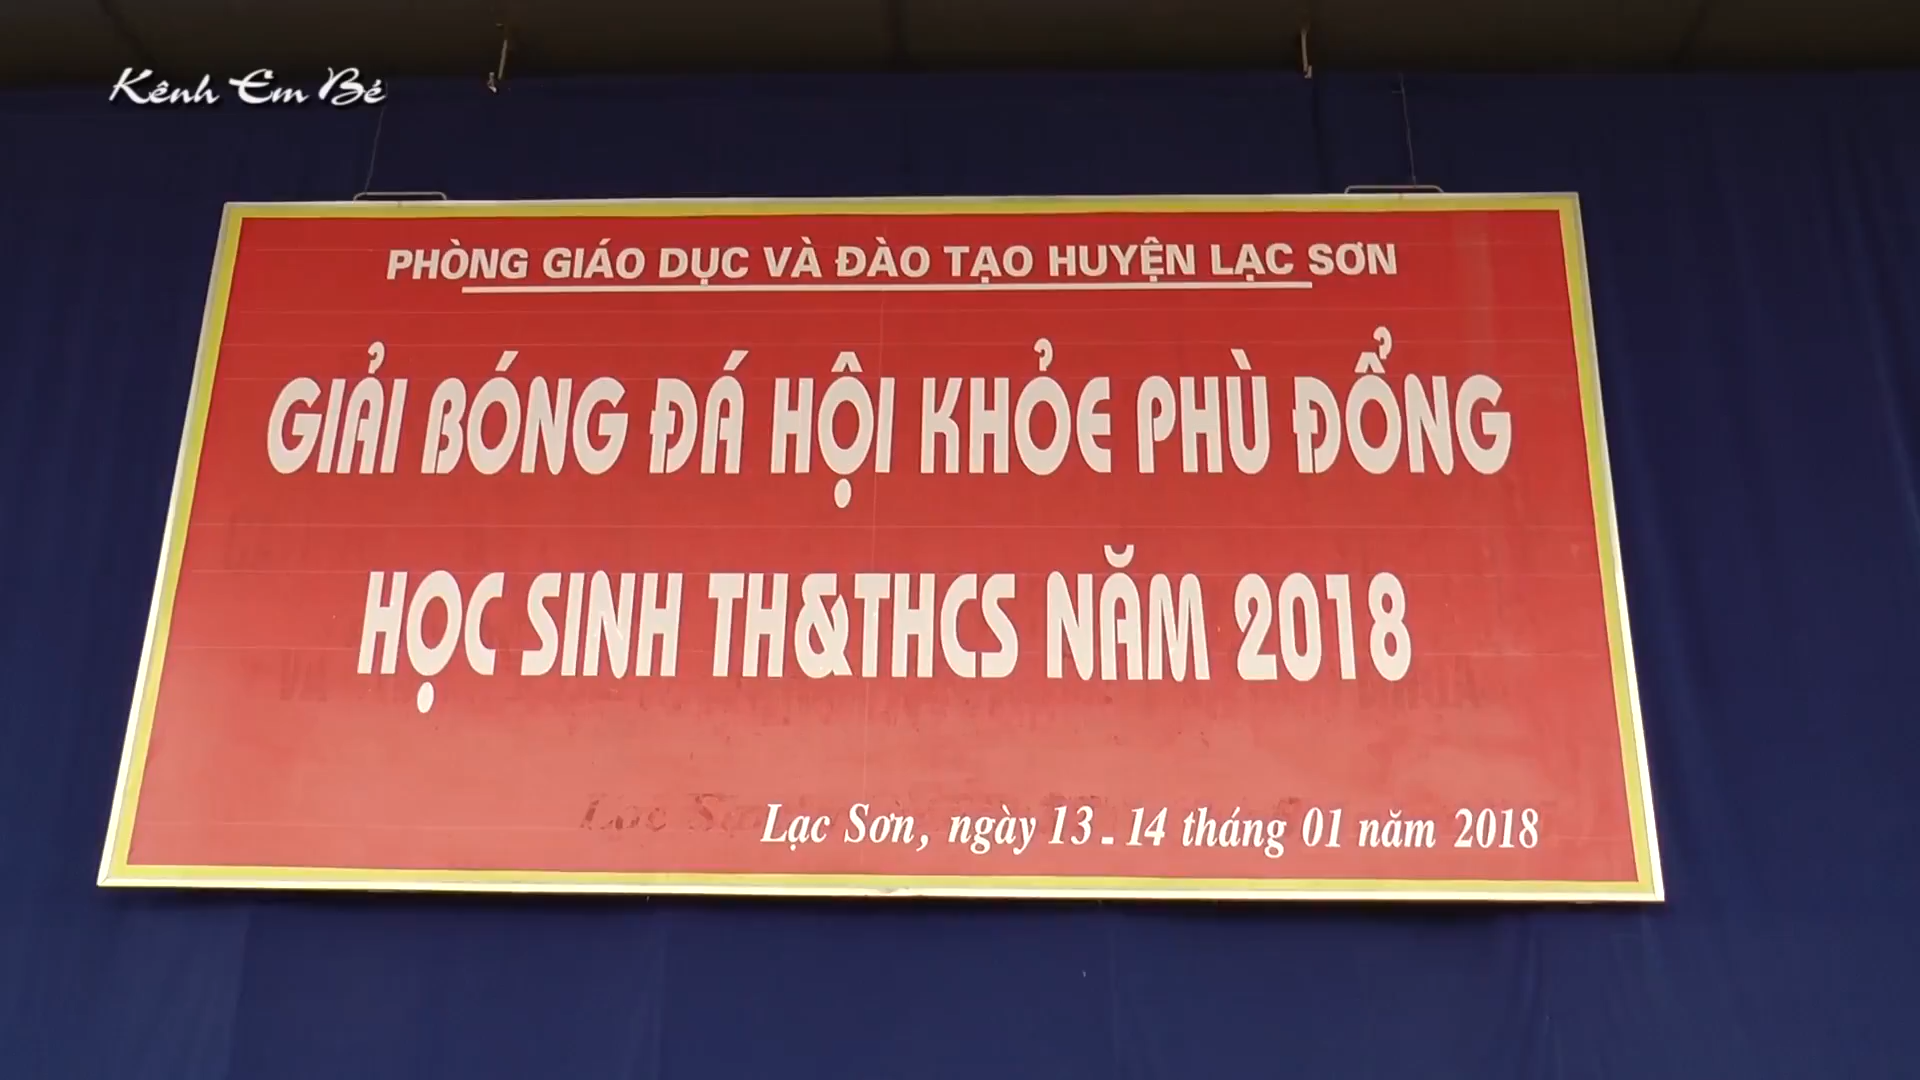 Kênh Em Bé
PHÒNG GIÁO DỤC VÀ ĐÀO TẠO HUYỆN LẠC SƠN
GIẢI BÓNG ĐÁ HỘI KHỎE PHÙ ĐỔNG
HỌC SINH TH&THCS NĂM 2018
Lạc Sơn, ngày 13 - 14 tháng 01 năm 2018